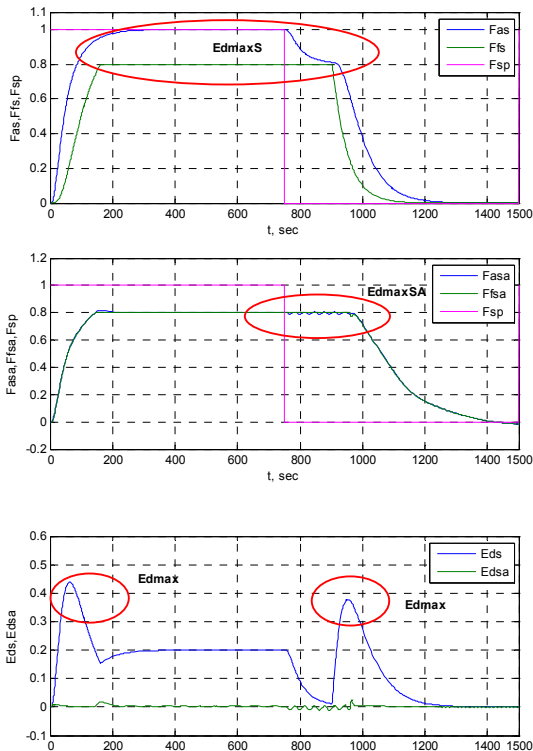 1.2
1
0.8
0.6
0.4
0.2
0
Fas,Ffs,Fsp
EdmaxS
Fas
Ffs
Fsp
0 200 400 600 800 1000 1200 1400 1500
t, sec
1.2
1
0.8
0.6
0.4
0.2
0
-0.2
Fasa,Ffsa,Fsp
EdmaxSA
Fasa
Ffsa
Fsp
0 200 400 600 800 1000 1200 1400 1500
t, sec
0.6
0.5
0.4
0.3
0.2
0.1
0
-0.1
Eds,Edsa
Edmax
Edmax
Eds
Edsa
0 200 400 600 800 1000 1200 1400 1500